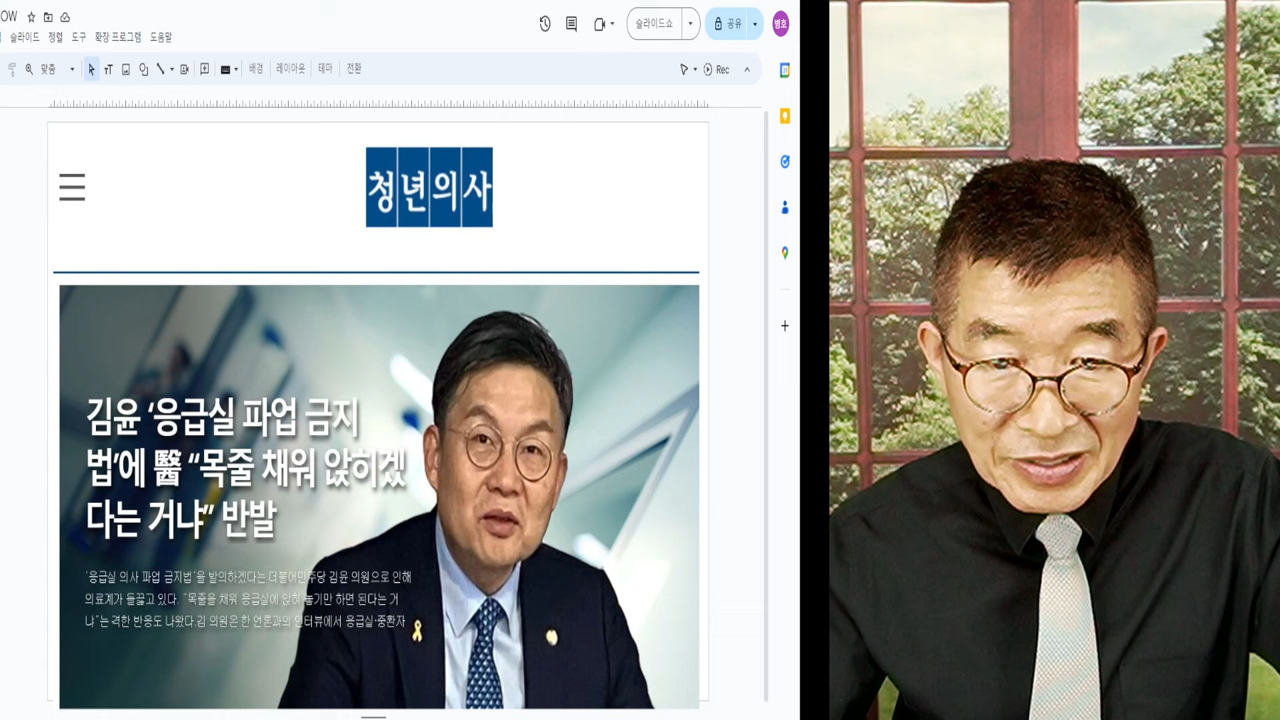 OW
슬라이드쇼
공유
병호
슬라이드 정렬 도구 확장 프로그램 도움말
맞춤
배경 레이아웃 테마 전환
Rec
청년의사
김윤 ‘응급실 파업 금지
법’에 醫 “목줄 채워 앉히겠
다는 거냐” 반발
‘응급실 의사 파업 금지법’을 발의하겠다는 더불어민주당 김윤 의원으로 인해
의료계가 들끓고 있다. “목줄을 채워 응급실에 앉혀 놓기만 하면 된다는 거
냐”는 격한 반응도 나왔다.김 의원은 한 언론과의 인터뷰에서 응급실·중환자